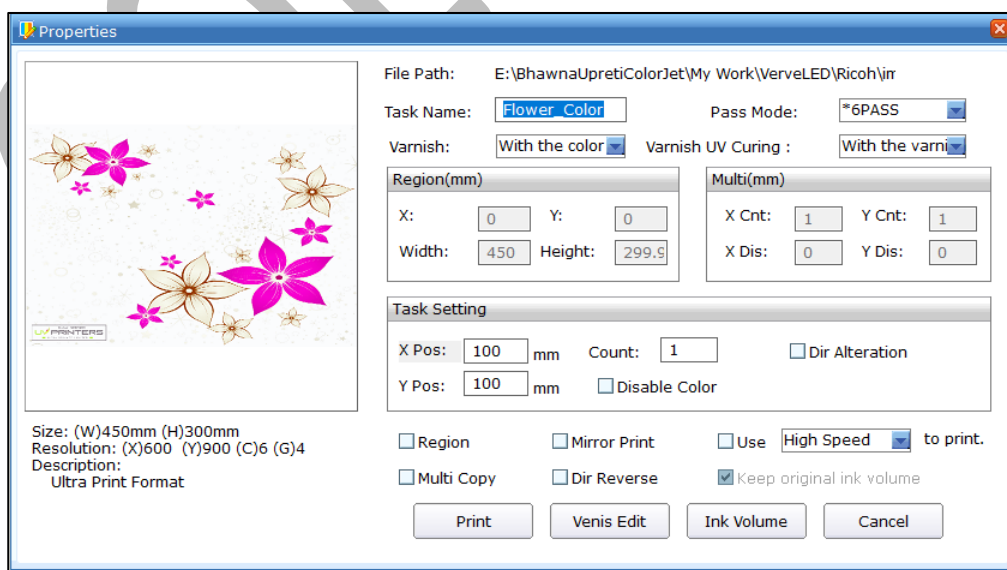 Properties
File Path: E:\BhawnaUpretiColorJet\My Work\VerveLED\Ricoh\im
Task Name: Flower_Color Pass Mode: *6PASS
Varnish: With the color Varnish UV Curing : With the varni
Region(mm) Multi(mm)
X: 0 Y: 0 X Cnt: 1 Y Cnt: 1
Width: 450 Height: 299.9 X Dis: 0 Y Dis: 0
Task Setting
X Pos: 100 mm Count: 1 Dir Alteration
Y Pos: 100 mm Disable Color
UV PRINTERS
Size: (W)450mm (H)300mm
Resolution: (X)600 (Y)900 (C)6 (G)4
Description:
Ultra Print Format
Region Mirror Print Use High Speed to print.
Multi Copy Dir Reverse Keep original ink volume
Print Venis Edit Ink Volume Cancel